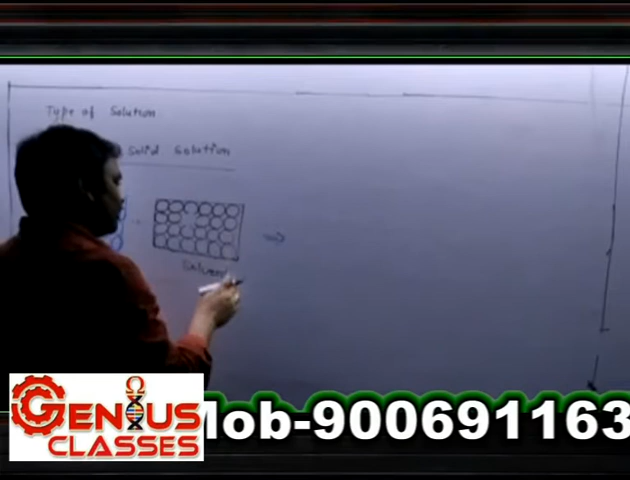 Type of Solution
Solid Solution
Solvent
GENIUS
CLASSES
Mob-900691163